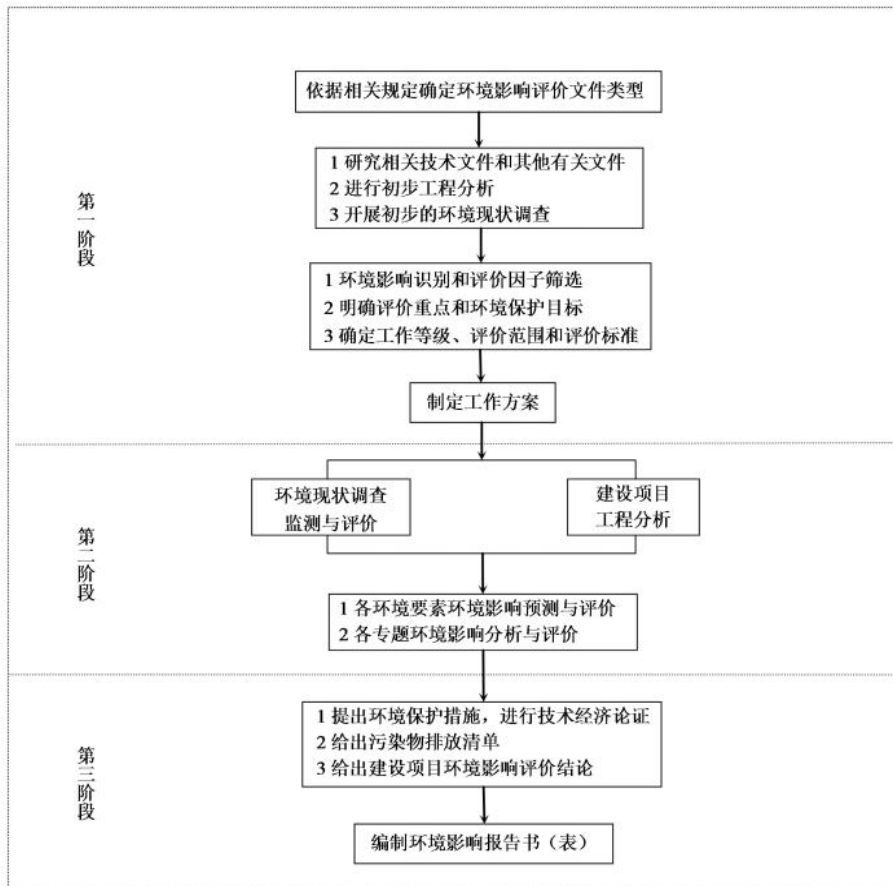 依据相关规定确定环境影响评价文件类型
1 研究相关技术文件和其他有关文件
2 进行初步工程分析
3 开展初步的环境现状调查
第一阶段
1 环境影响识别和评价因子筛选
2 明确评价重点和环境保护目标
3 确定工作等级、评价范围和评价标准
制定工作方案
环境现状调查
监测与评价
建设项目
工程分析
第二阶段
1 各环境要素环境影响预测与评价
2 各专题环境影响分析与评价
1 提出环境保护措施，进行技术经济论证
2 给出污染物排放清单
3 给出建设项目环境影响评价结论
第三阶段
编制环境影响报告书（表）